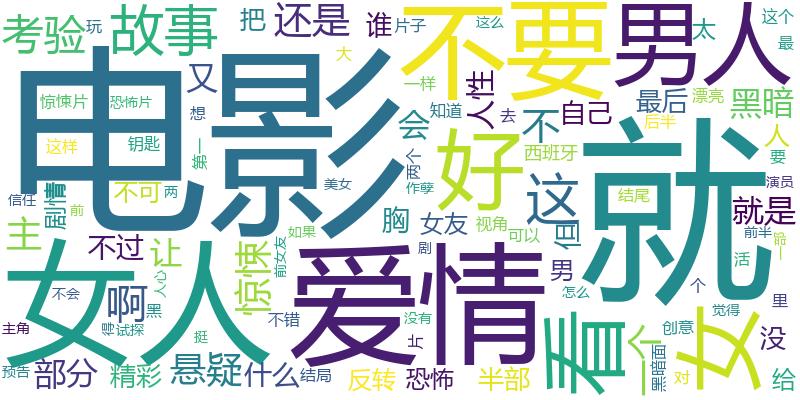 考验
玩
故事
把
还是
谁
片子
这么
不要
男人
太
这个
最
电影
惊悚片
恐怖片
又
大
想
一样
人性
知道
去
自己
最后
漂亮
黑暗
后半
人
要
这样
钥匙
第一
会
好
不
西班牙
两个
作孽
信任
剧情
前
不可
两
美女
胸
女友
视角
这
但
结尾
演员
就
就是
主
不过
让
惊悚
前女友
如果
可以
剧
男
前半
一
活
女人
不会
啊
黑
人心
爱情
怎么
个
里
主角
得
试探
挺
不错
没有
片
看
一个
创意
觉得
女
没
预告
部分
精彩
悬疑
什么
结局
反转
恐怖
半部
黑暗面
对
给